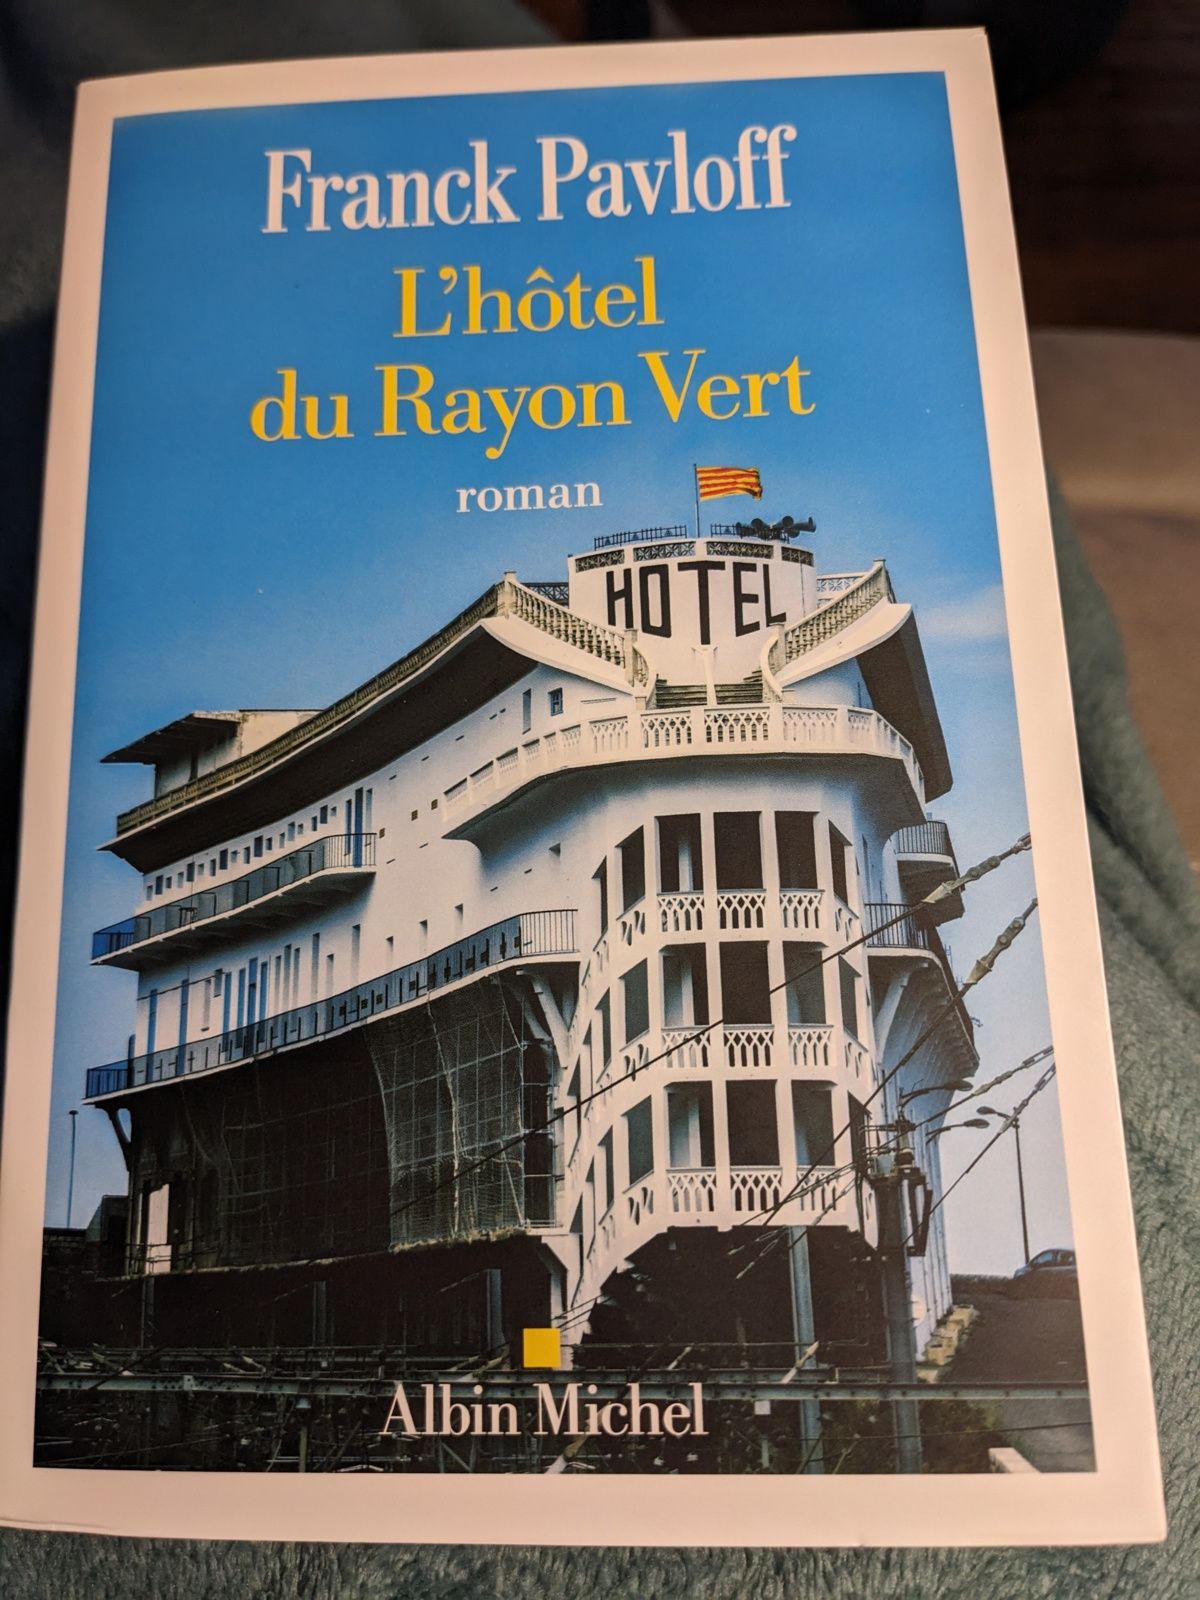 Franck Pavloff
L'hôtel
du Rayon Vert
roman
HOTEL
Albin Michel